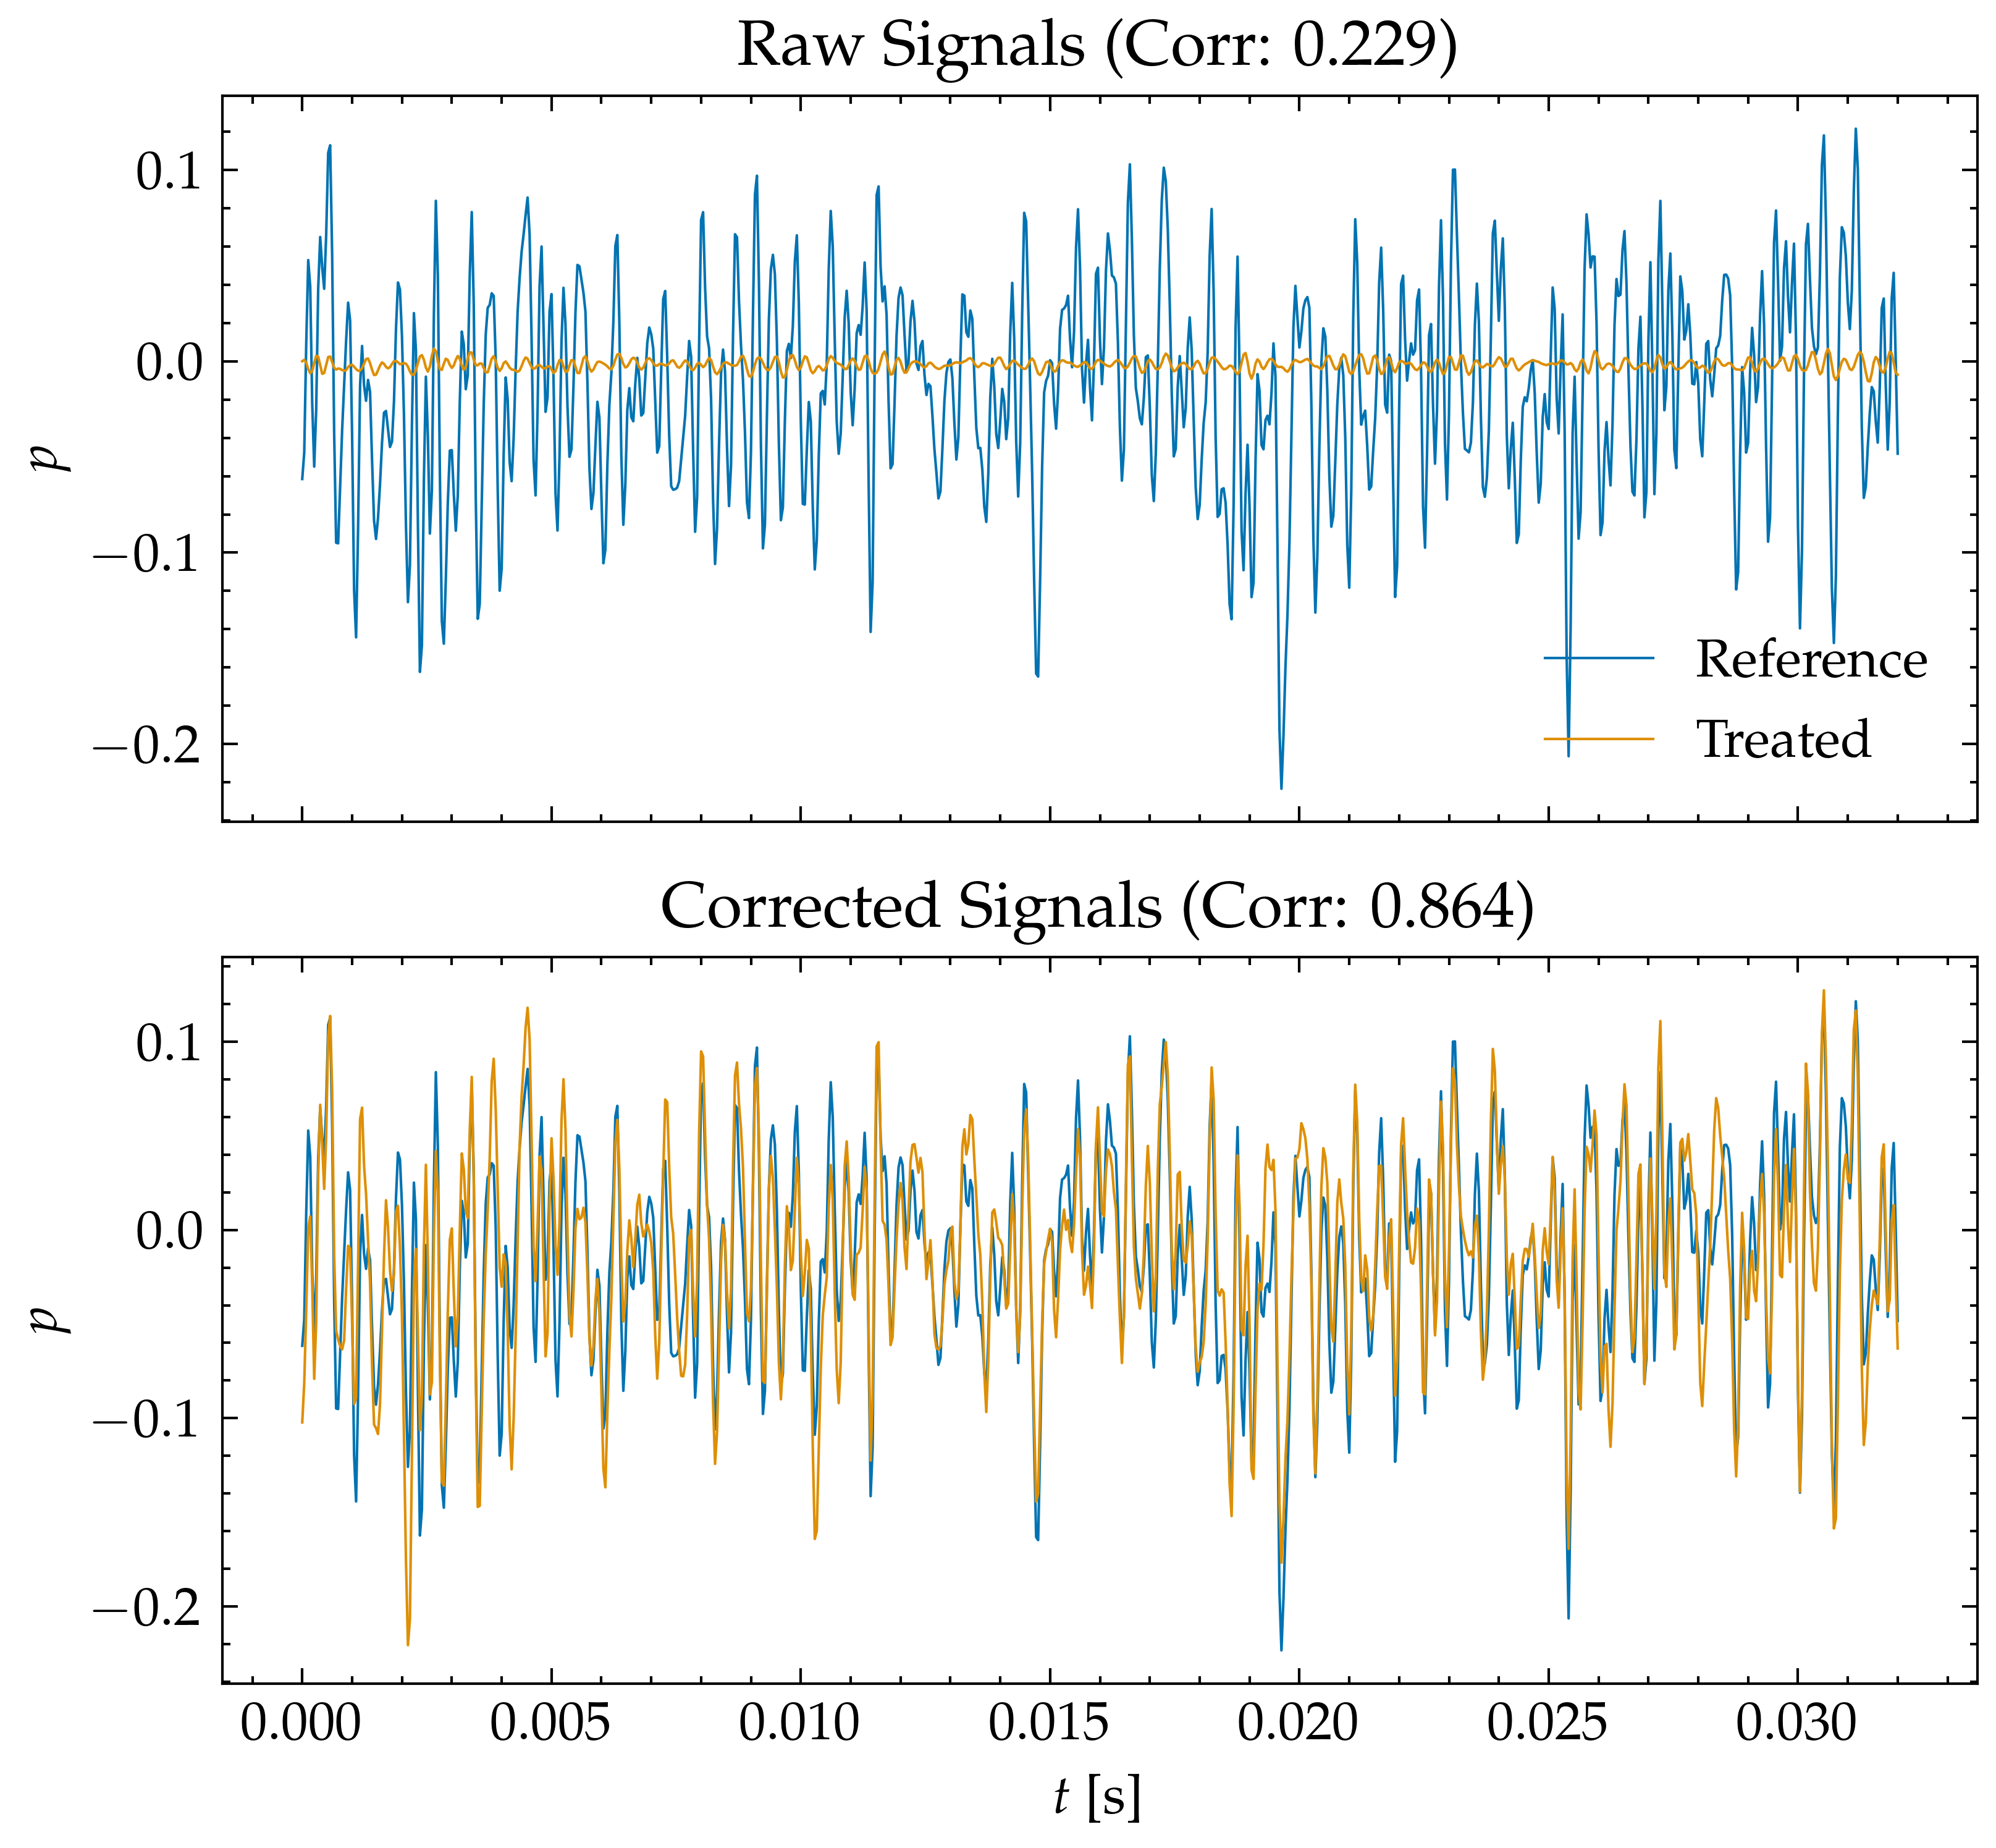 Raw Signals (Corr: 0.229)
0.1
0.0
−0.1
−0.2
p
Reference
Treated
Corrected Signals (Corr: 0.864)
0.1
0.0
−0.1
−0.2
p
0.000 0.005 0.010 0.015 0.020 0.025 0.030
t [s]